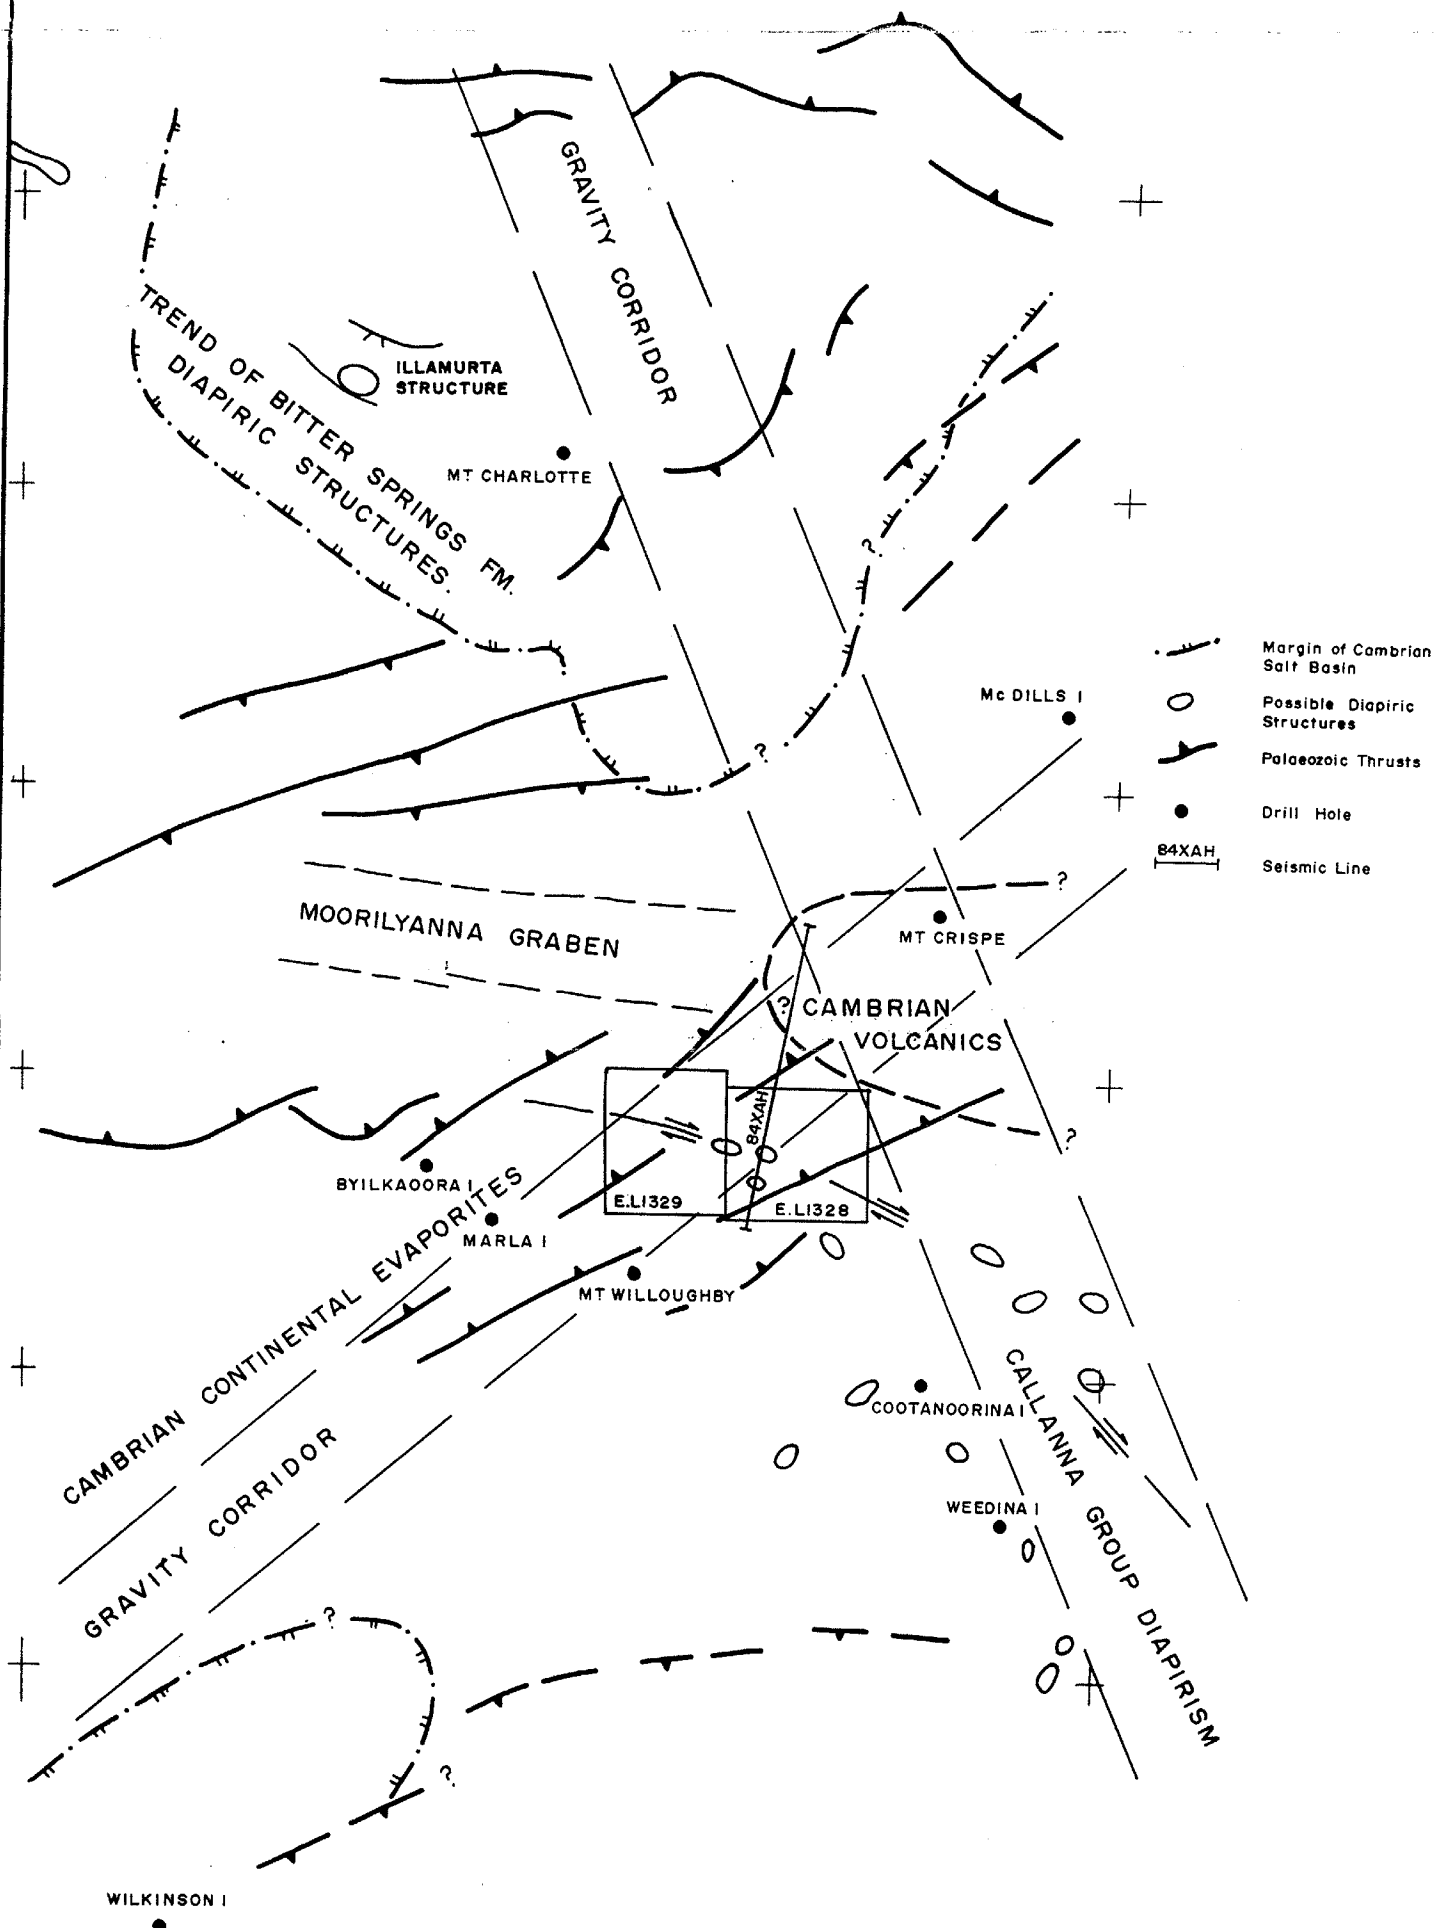 GRAVITY CORRIDOR
TREND OF BITTER SPRINGS FM.
DIAPIRIC STRUCTURES.
ILLAMURTA
STRUCTURE
MT CHARLOTTE
?
Mc DILLS 1
Margin of Cambrian
Salt Basin
Possible Diapiric
Structures
Palaeozoic Thrusts
Drill Hole
84XAH
Seismic Line
?
?
MOORILYANNA GRABEN
MT CRISPE
?
CAMBRIAN
VOLCANICS
84XAH
?
BYILKAOORA 1
E.L1329
E.L1328
MARLA 1
MT WILLOUGHBY
CAMBRIAN CONTINENTAL EVAPORITES
GRAVITY CORRIDOR
COOTANOORINA 1
CALLANNA GROUP DIAPIRISM
WEEDINA 1
?
?
WILKINSON 1